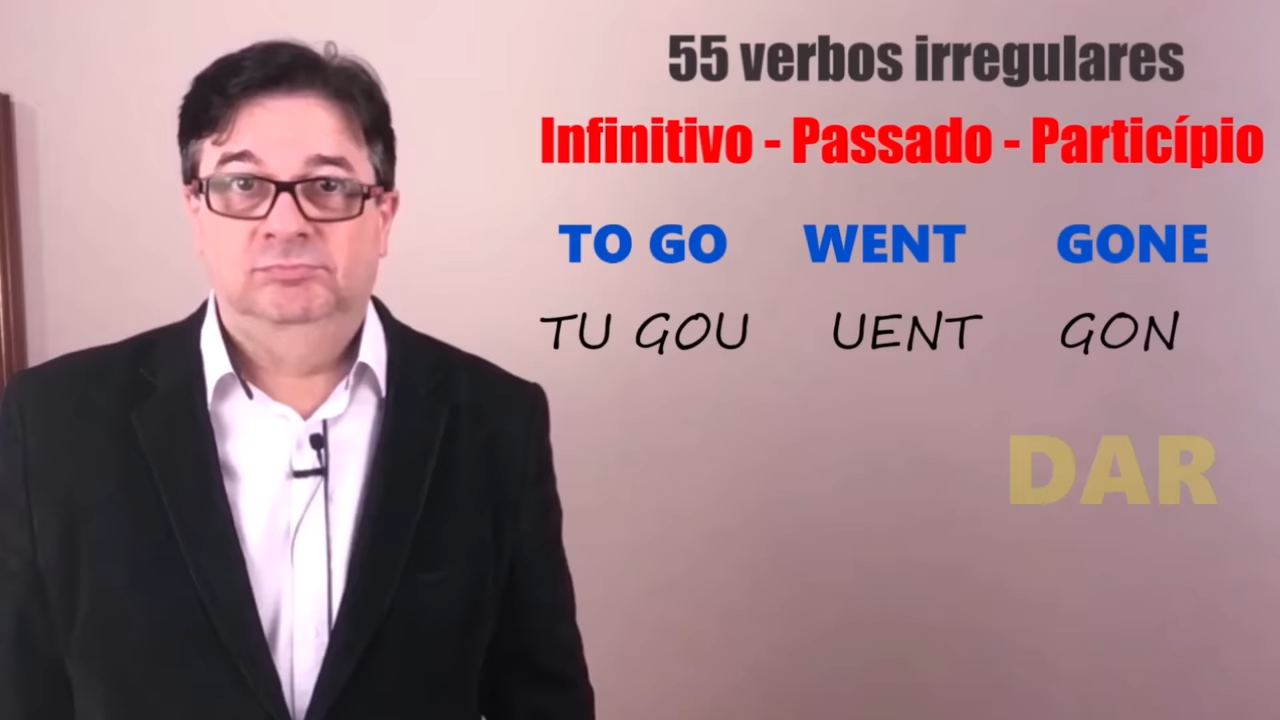 55 verbos irregulares
Infinitivo - Passado - Particípio
TO GO WENT GONE
TU GOU UENT GON
DAR